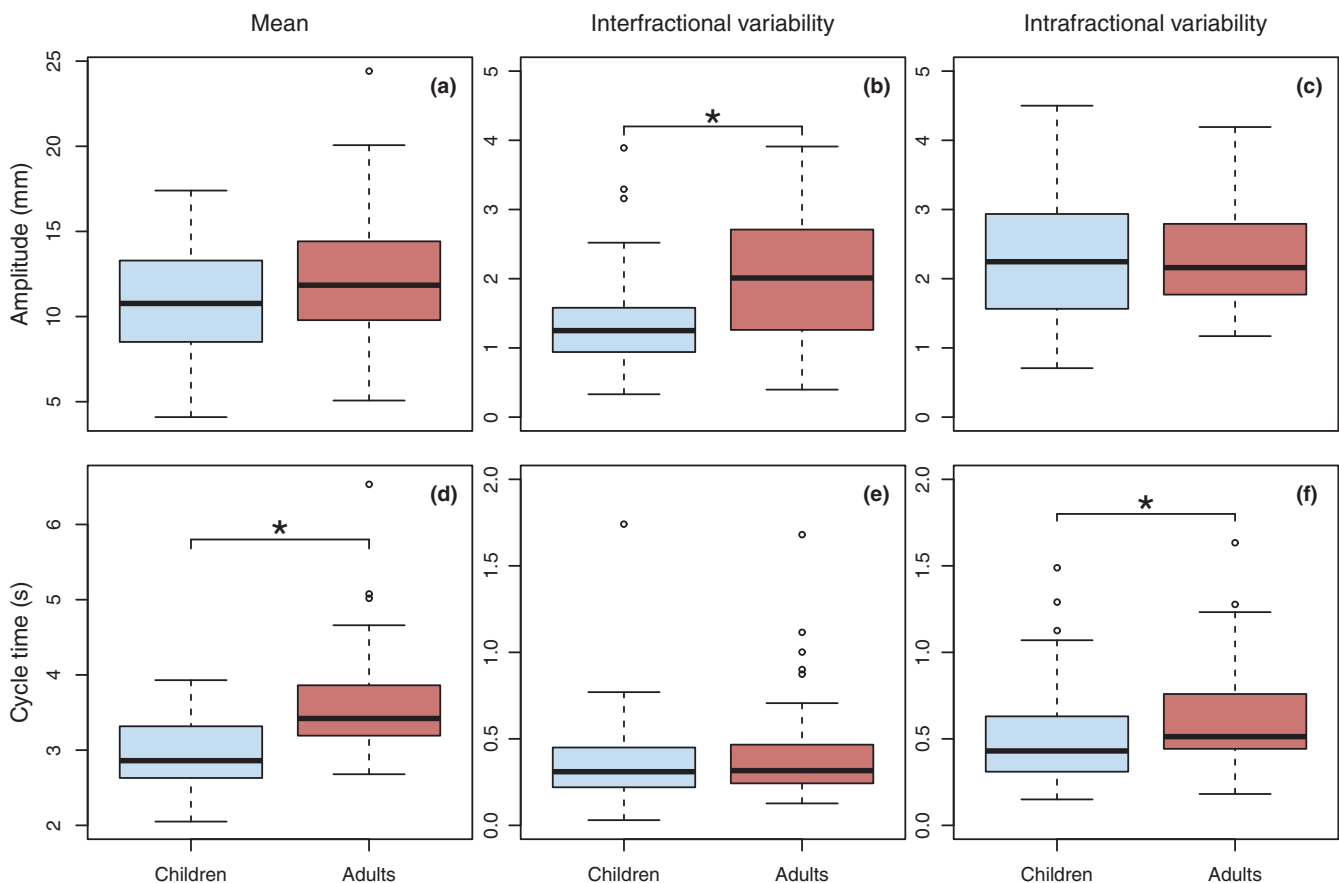 Mean
Interfractional variability
Intrafractional variability
Amplitude (mm)
25
20
15
10
5
(a)
5
4
3
2
1
0
*
(b)
5
4
3
2
1
0
(c)
Cycle time (s)
6
5
4
3
2
*
(d)
2.0
1.5
1.0
0.5
0.0
(e)
2.0
1.5
1.0
0.5
0.0
*
(f)
Children Adults
Children Adults
Children Adults